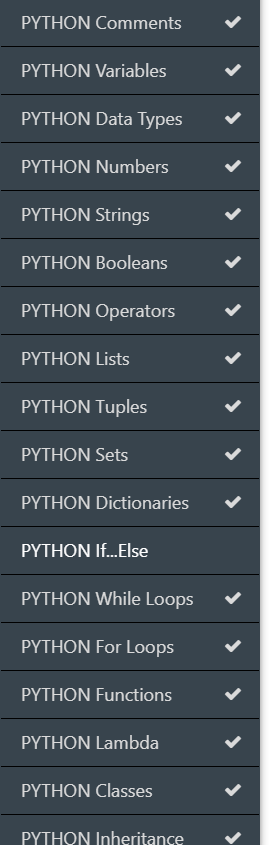 PYTHON Comments
PYTHON Variables
PYTHON Data Types
PYTHON Numbers
PYTHON Strings
PYTHON Booleans
PYTHON Operators
PYTHON Lists
PYTHON Tuples
PYTHON Sets
PYTHON Dictionaries
PYTHON If...Else
PYTHON While Loops
PYTHON For Loops
PYTHON Functions
PYTHON Lambda
PYTHON Classes
PYTHON Inheritance